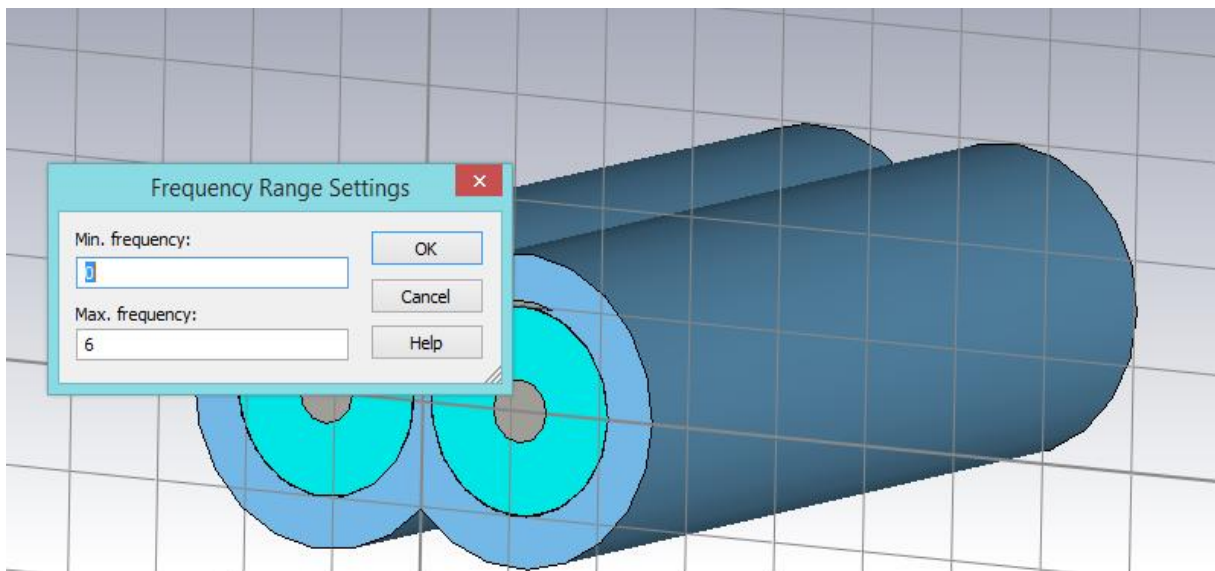 Frequency Range Settings
Min. frequency:
0
Max. frequency:
6
OK
Cancel
Help